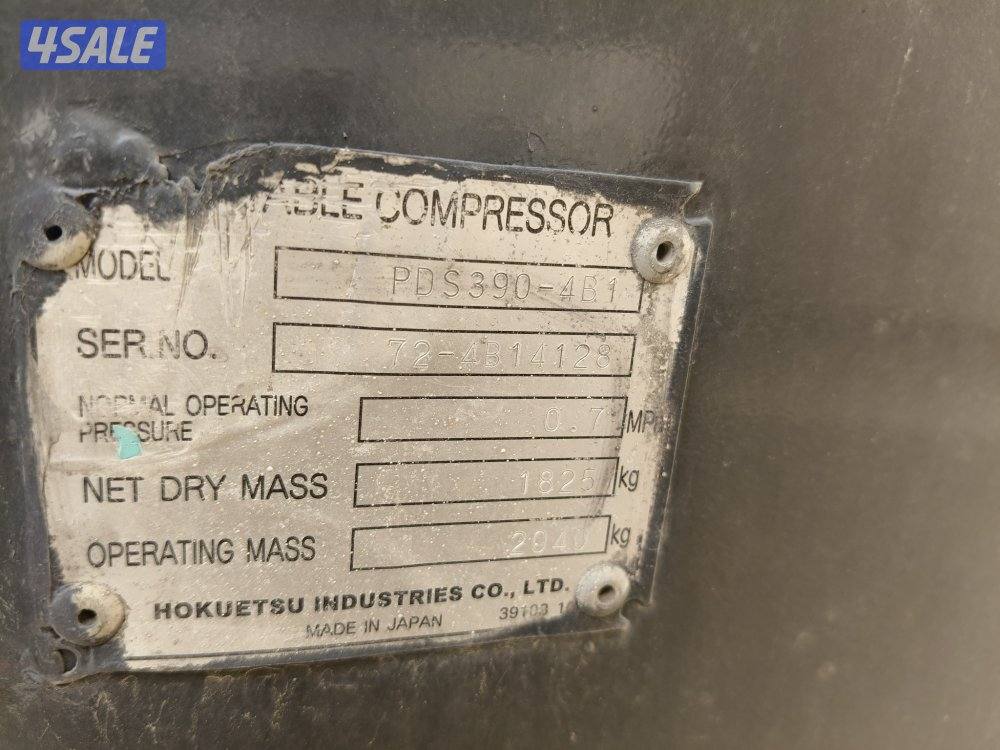 4SALE
ABLE COMPRESSOR
MODEL PDS390-4B1
SER.NO. 72-4B14128
NORMAL OPERATING
PRESSURE 0.7 MPa
NET DRY MASS 1825 kg
OPERATING MASS kg
HOKUETSU INDUSTRIES CO., LTD.
MADE IN JAPAN 39103